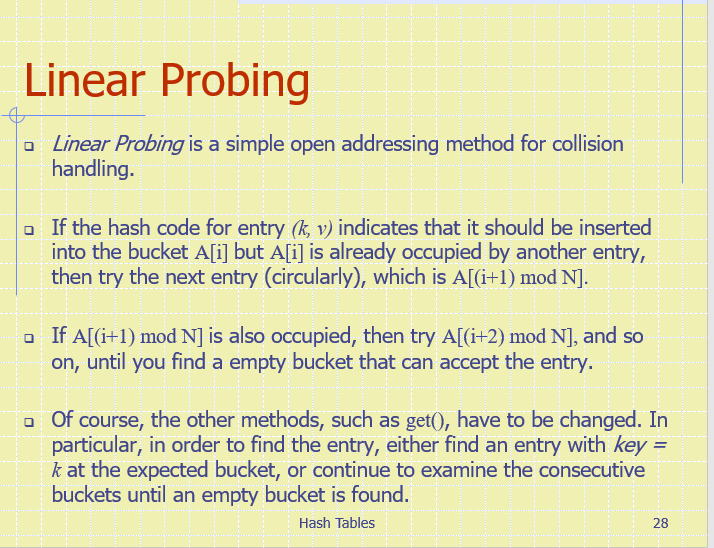 Linear Probing
Linear Probing is a simple open addressing method for collision
handling.
If the hash code for entry (k, v) indicates that it should be inserted
into the bucket A[i] but A[i] is already occupied by another entry,
then try the next entry (circularly), which is A[(i+1) mod N].
If A[(i+1) mod N] is also occupied, then try A[(i+2) mod N], and so
on, until you find a empty bucket that can accept the entry.
Of course, the other methods, such as get(), have to be changed. In
particular, in order to find the entry, either find an entry with key =
k at the expected bucket, or continue to examine the consecutive
buckets until an empty bucket is found.
Hash Tables
28